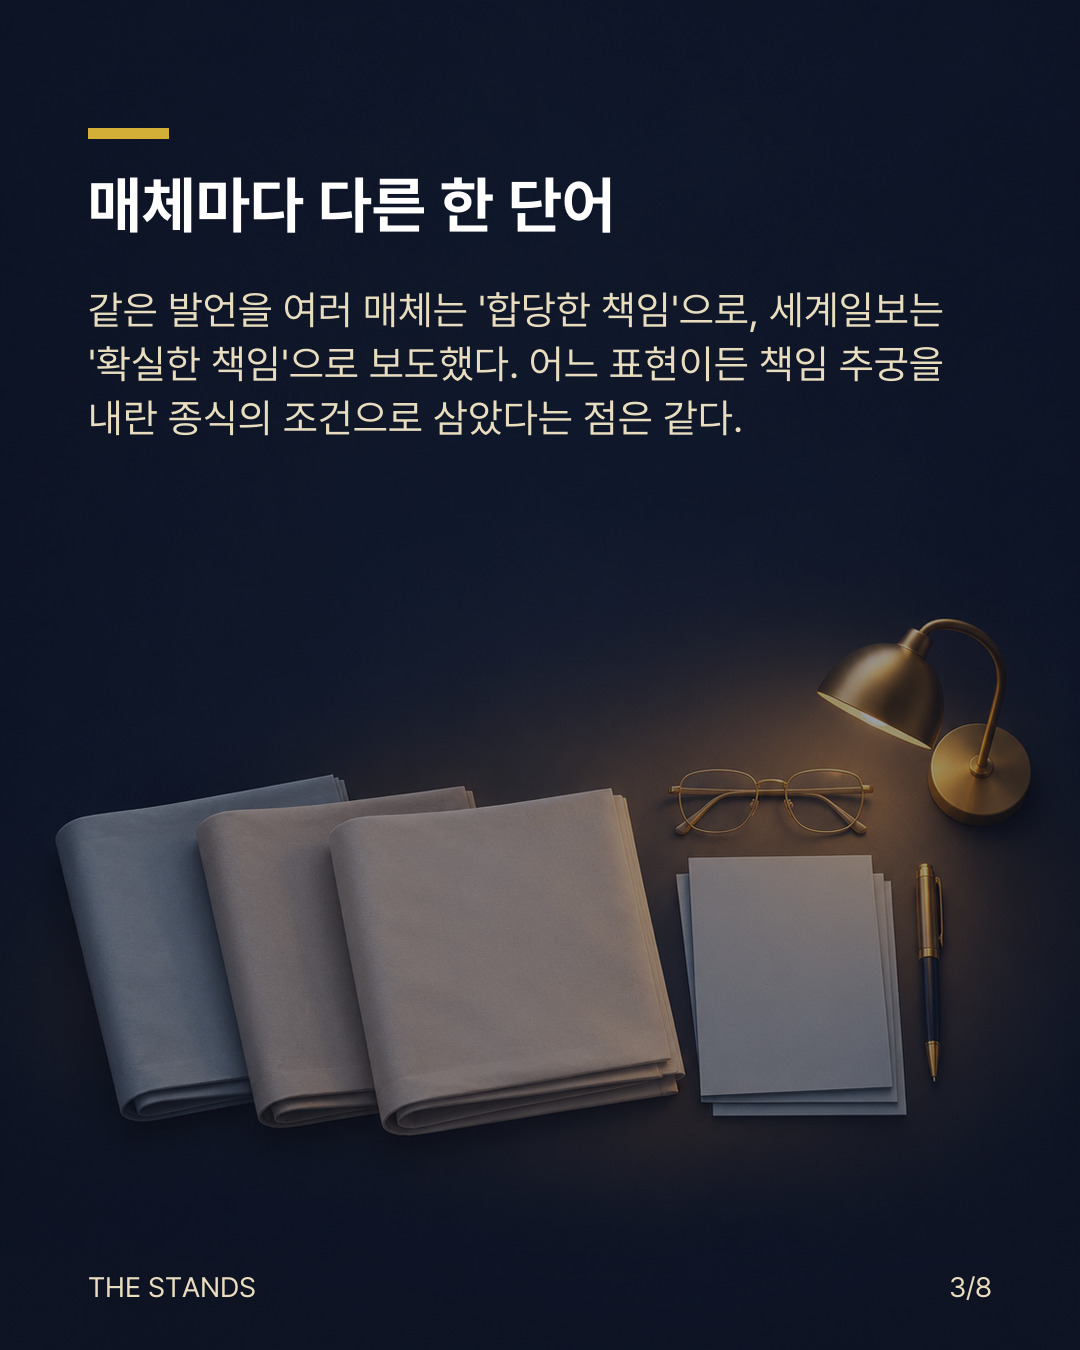 매체마다 다른 한 단어
같은 발언을 여러 매체는 '합당한 책임'으로, 세계일보는
'확실한 책임'으로 보도했다. 어느 표현이든 책임 추궁을
내란 종식의 조건으로 삼았다는 점은 같다.
THE STANDS
3/8